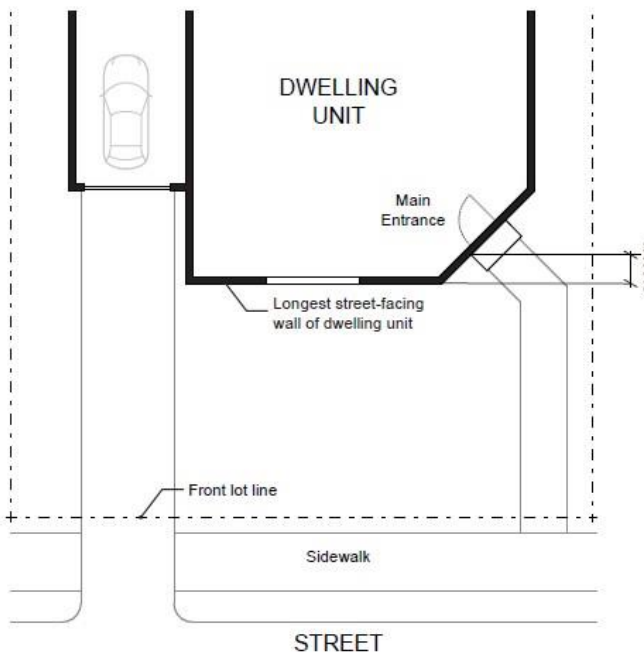 DWELLING
UNIT
Main
Entrance
Longest street-facing
wall of dwelling unit
Front lot line
Sidewalk
STREET